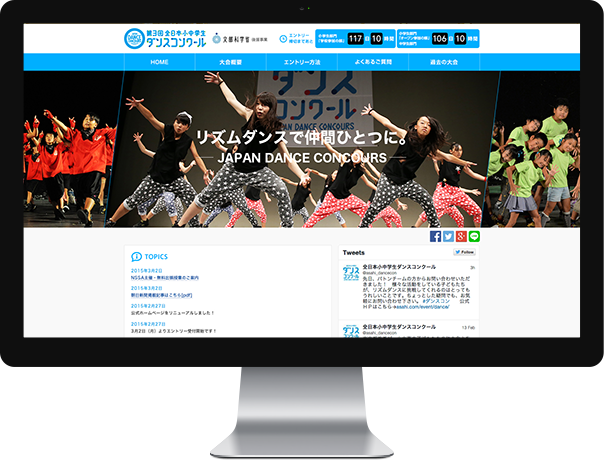 第3回 全日本小中学生
ダンスコンクール
文部科学省 後援事業
エントリー
締切まであと
小学生部門
「学校参加の部」
117日10時間
小学生部門
「オープン参加の部」
中学生部門
106日10時間
HOME
大会概要
エントリー方法
よくあるご質問
過去の大会
ダンス
コンクール
JAPAN DANCE CONCOURS
リズムダンスで仲間ひとつに。
JAPAN DANCE CONCOURS
TOPICS
2015年3月2日
NSSA主催・無料出張授業のご案内
2015年3月2日
朝日新聞掲載記事はこちら[pdf]
2015年2月27日
公式ホームページをリニューアルしました！
2015年2月27日
3月2日（月）よりエントリー受付開始です！
Tweets
Follow
全日本小中学生ダンスコンクール
3h
@asahi_dancecon
先日、バトンチームの方からお問い合わせいただ
きました！ 様々な活動をしている子どもたち
が、リズムダンスに挑戦してくれるのはとっても
うれしいことです。ちょっとした疑問でも、お気
軽にお問い合わせ下さい。#ダンスコン 公式
ＨＰはこちら→asahi.com/event/dance/
全日本小中学生ダンスコンクール
13 Feb
@asahi_dancecon